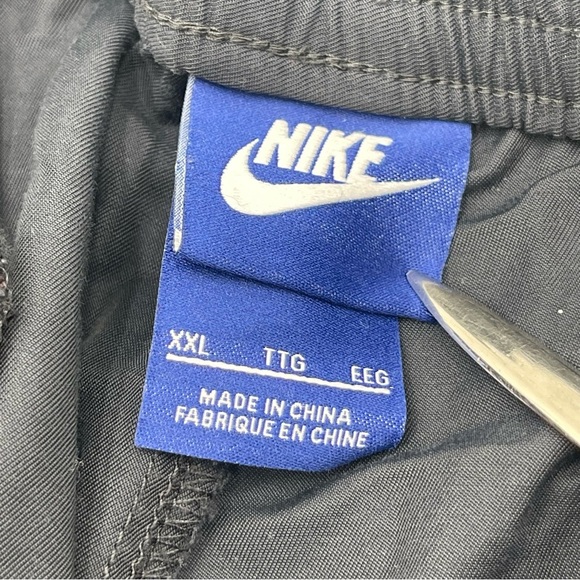 NIKE
XXL TTG EEG
MADE IN CHINA
FABRIQUE EN CHINE